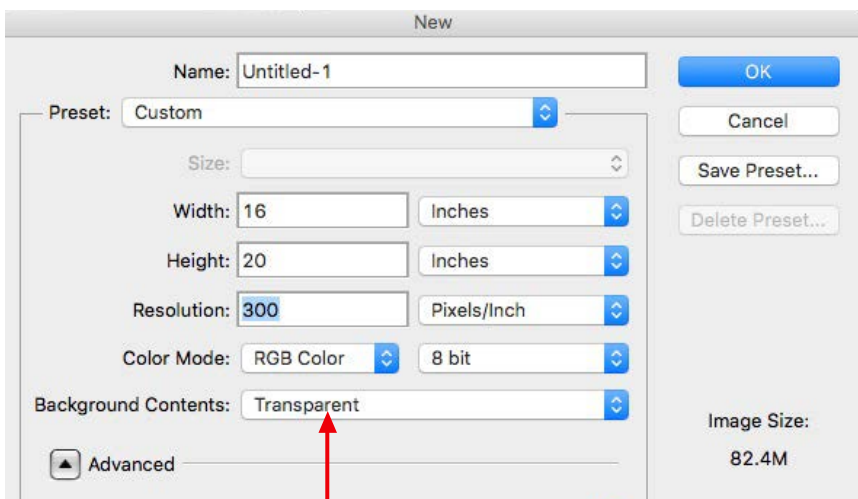 New
Name: Untitled-1
OK
Preset: Custom
Cancel
Size:
Save Preset...
Width: 16 Inches
Delete Preset...
Height: 20 Inches
Resolution: 300 Pixels/Inch
Color Mode: RGB Color 8 bit
Background Contents: Transparent
Image Size:
82.4M
Advanced